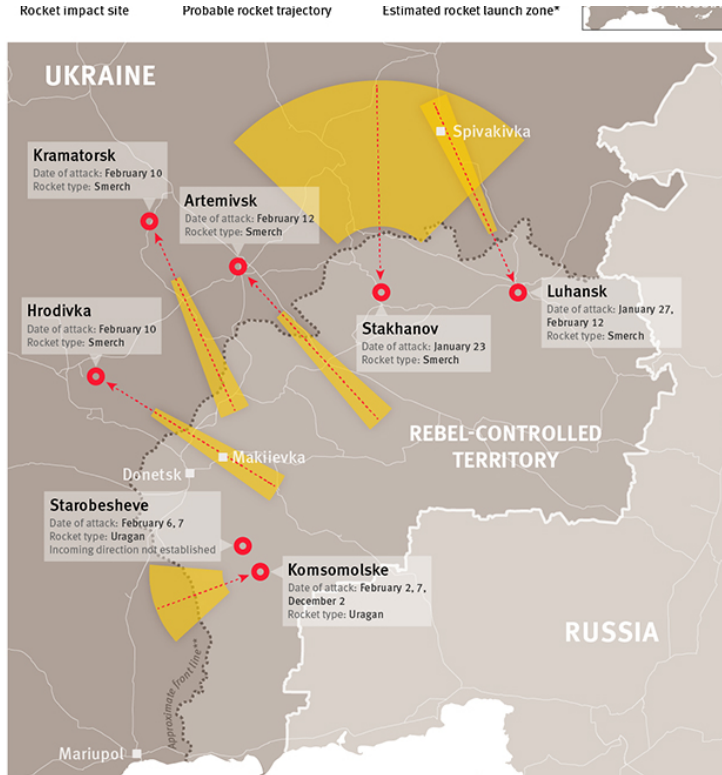 Rocket impact site
Probable rocket trajectory
Estimated rocket launch zone*
UKRAINE
Spivakivka
Kramatorsk
Date of attack: February 10
Rocket type: Smerch
Artemivsk
Date of attack: February 12
Rocket type: Smerch
Hrodivka
Date of attack: February 10
Rocket type: Smerch
Stakhanov
Date of attack: January 23
Rocket type: Smerch
Luhansk
Date of attack: January 27,
February 12
Rocket type: Smerch
REBEL-CONTROLLED
TERRITORY
Makiievka
Donetsk
Starobesheve
Date of attack: February 6, 7
Rocket type: Uragan
Incoming direction not established
Komsomolske
Date of attack: February 2, 7,
December 2
Rocket type: Uragan
RUSSIA
Approximate front line
Mariupol